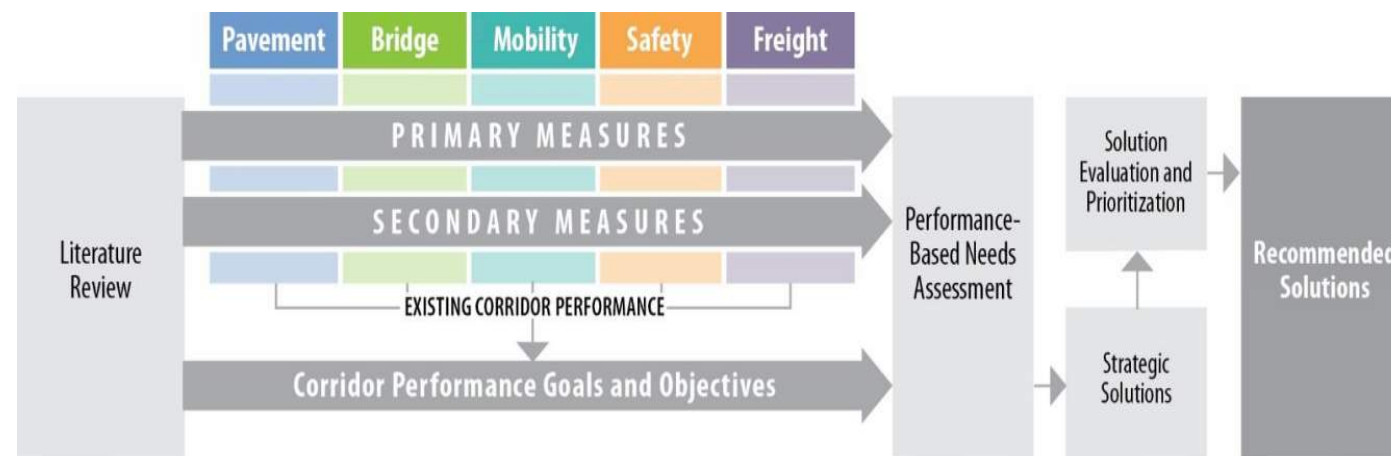 Pavement
Bridge
Mobility
Safety
Freight
PRIMARY MEASURES
SECONDARY MEASURES
Literature
Review
EXISTING CORRIDOR PERFORMANCE
Corridor Performance Goals and Objectives
Performance-
Based Needs
Assessment
Solution
Evaluation and
Prioritization
Strategic
Solutions
Recommended
Solutions